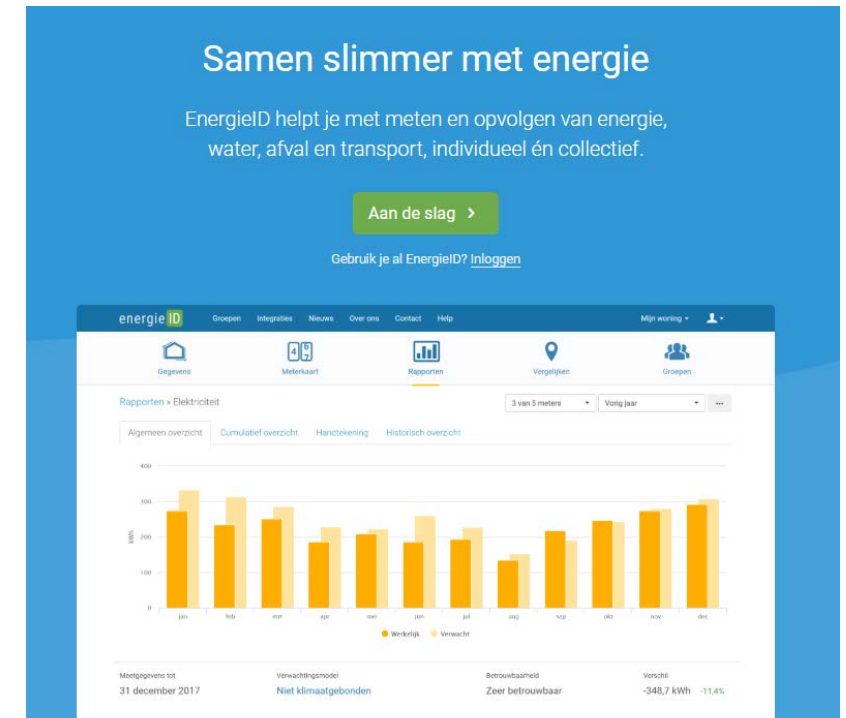 Samen slimmer met energie
EnergieID helpt je met meten en opvolgen van energie,
water, afval en transport, individueel én collectief.
Aan de slag >
Gebruik je al EnergieID? Inloggen
energie ID Groepen Integraties Nieuws Over ons Contact Help Mijn woning
Gegevens Meterkaart Rapporten Vergelijken Groepen
Rapporten » Elektriciteit 3 van 5 meters Vorig jaar ...
Algemeen overzicht Cumulatief overzicht Handtekening Historisch overzicht
400
300
200
kWh
100
0
jan feb mrt apr mei jun jul aug sep okt nov dec
Werkelijk Verwacht
Meetgegevens tot Verwachtingsmodel Betrouwbaarheid Verschil
31 december 2017 Niet klimaatgebonden Zeer betrouwbaar -348,7 kWh -11,4%